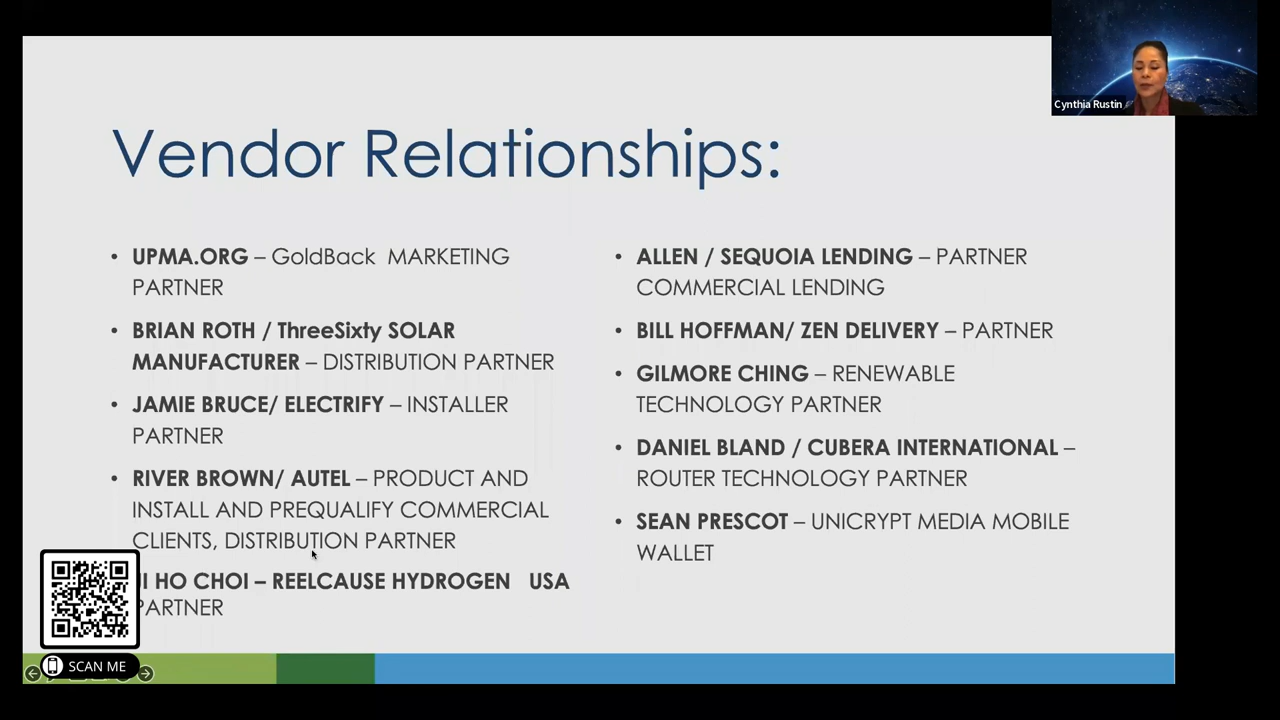 Cynthia Rustin
Vendor Relationships:
• UPMA.ORG – GoldBack MARKETING
PARTNER
• BRIAN ROTH / ThreeSixty SOLAR
MANUFACTURER – DISTRIBUTION PARTNER
• JAMIE BRUCE/ ELECTRIFY – INSTALLER
PARTNER
• RIVER BROWN/ AUTEL – PRODUCT AND
INSTALL AND PREQUALIFY COMMERCIAL
CLIENTS, DISTRIBUTION PARTNER
HO CHOI – REELCAUSE HYDROGEN USA
PARTNER
• ALLEN / SEQUOIA LENDING – PARTNER
COMMERCIAL LENDING
• BILL HOFFMAN/ ZEN DELIVERY – PARTNER
• GILMORE CHING – RENEWABLE
TECHNOLOGY PARTNER
• DANIEL BLAND / CUBERA INTERNATIONAL –
ROUTER TECHNOLOGY PARTNER
• SEAN PRESCOT – UNICRYPT MEDIA MOBILE
WALLET
SCAN ME